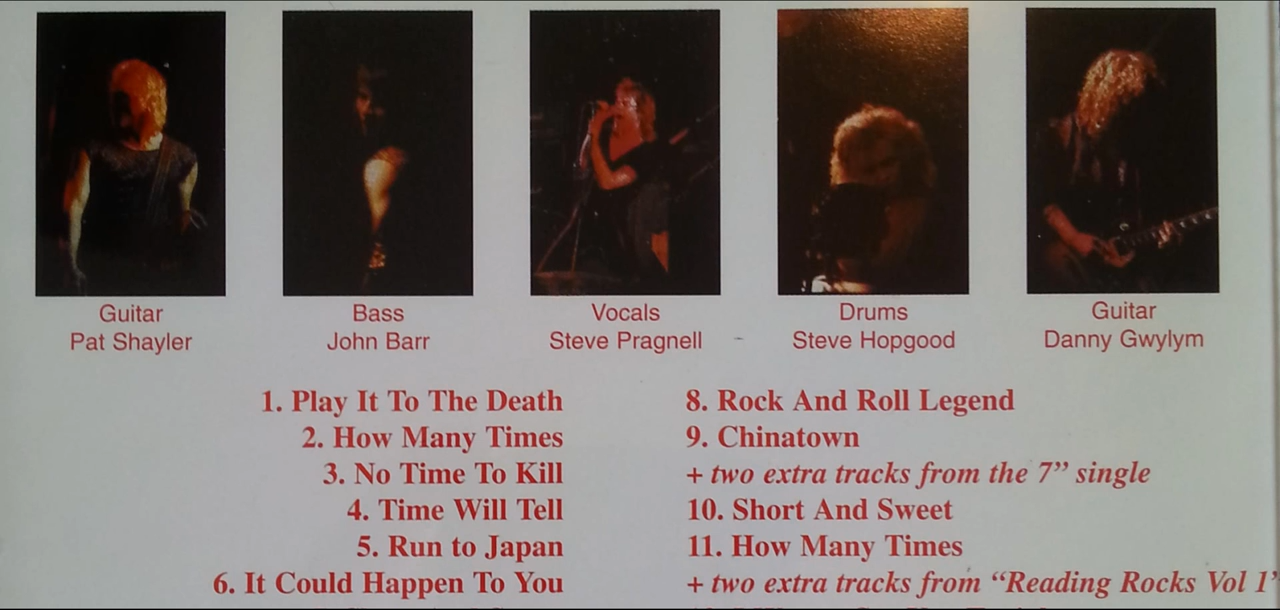 Guitar
Pat Shayler
Bass
John Barr
Vocals
Steve Pragnell
Drums
Steve Hopgood
Guitar
Danny Gwylym
1. Play It To The Death
2. How Many Times
3. No Time To Kill
4. Time Will Tell
5. Run to Japan
6. It Could Happen To You
8. Rock And Roll Legend
9. Chinatown
+ two extra tracks from the 7” single
10. Short And Sweet
11. How Many Times
+ two extra tracks from “Reading Rocks Vol 1”